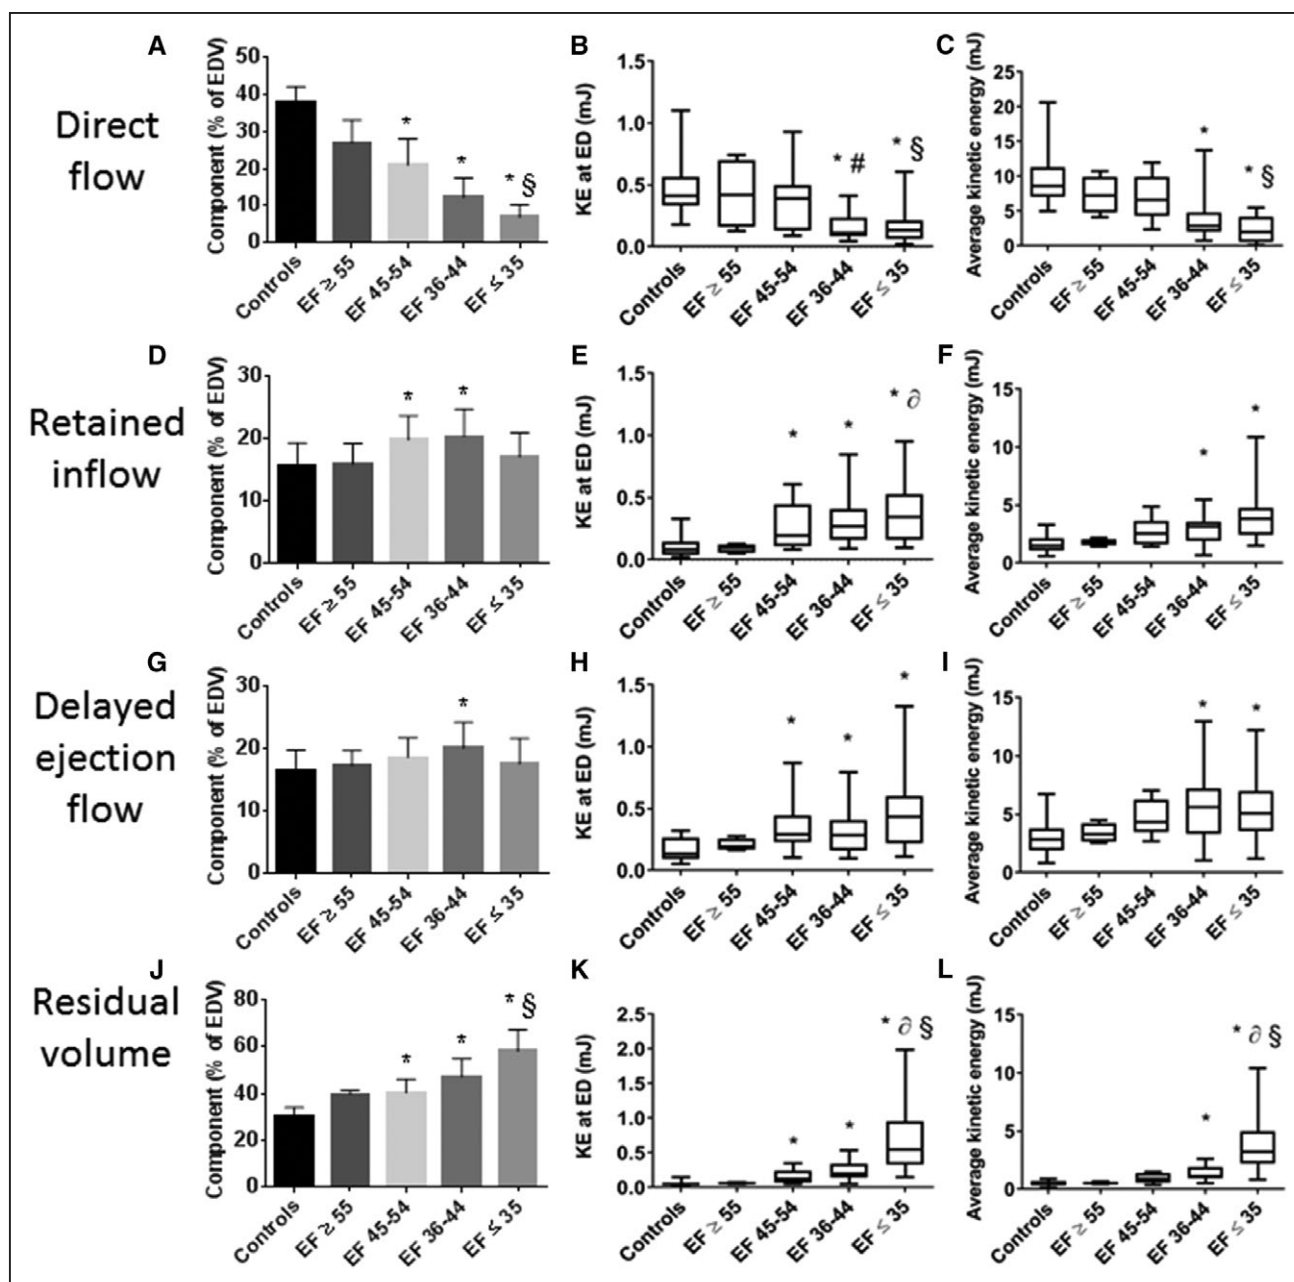 Direct
flow
A
Component (% of EDV)
50
40
30
20
10
0
*
*
* §
Controls
EF ≥ 55
EF 45-54
EF 36-44
EF ≤ 35
B
KE at ED (mJ)
1.5
1.0
0.5
0.0
* #
* §
Controls
EF ≥ 55
EF 45-54
EF 36-44
EF ≤ 35
C
Average kinetic energy (mJ)
25
20
15
10
5
0
*
* §
Controls
EF ≥ 55
EF 45-54
EF 36-44
EF ≤ 35
Retained
inflow
D
Component (% of EDV)
30
20
10
0
*
*
Controls
EF ≥ 55
EF 45-54
EF 36-44
EF ≤ 35
E
KE at ED (mJ)
1.5
1.0
0.5
0.0
*
*
* ∂
Controls
EF ≥ 55
EF 45-54
EF 36-44
EF ≤ 35
F
Average kinetic energy (mJ)
15
10
5
0
*
*
Controls
EF ≥ 55
EF 45-54
EF 36-44
EF ≤ 35
Delayed
ejection
flow
G
Component (% of EDV)
30
20
10
0
*
Controls
EF ≥ 55
EF 45-54
EF 36-44
EF ≤ 35
H
KE at ED (mJ)
1.5
1.0
0.5
0.0
*
*
*
Controls
EF ≥ 55
EF 45-54
EF 36-44
EF ≤ 35
I
Average kinetic energy (mJ)
15
10
5
0
*
*
Controls
EF ≥ 55
EF 45-54
EF 36-44
EF ≤ 35
Residual
volume
J
Component (% of EDV)
80
60
40
20
0
*
*
* §
Controls
EF ≥ 55
EF 45-54
EF 36-44
EF ≤ 35
K
KE at ED (mJ)
2.5
2.0
1.5
1.0
0.5
0.0
*
*
* ∂ §
Controls
EF ≥ 55
EF 45-54
EF 36-44
EF ≤ 35
L
Average kinetic energy (mJ)
15
10
5
0
*
* ∂ §
Controls
EF ≥ 55
EF 45-54
EF 36-44
EF ≤ 35